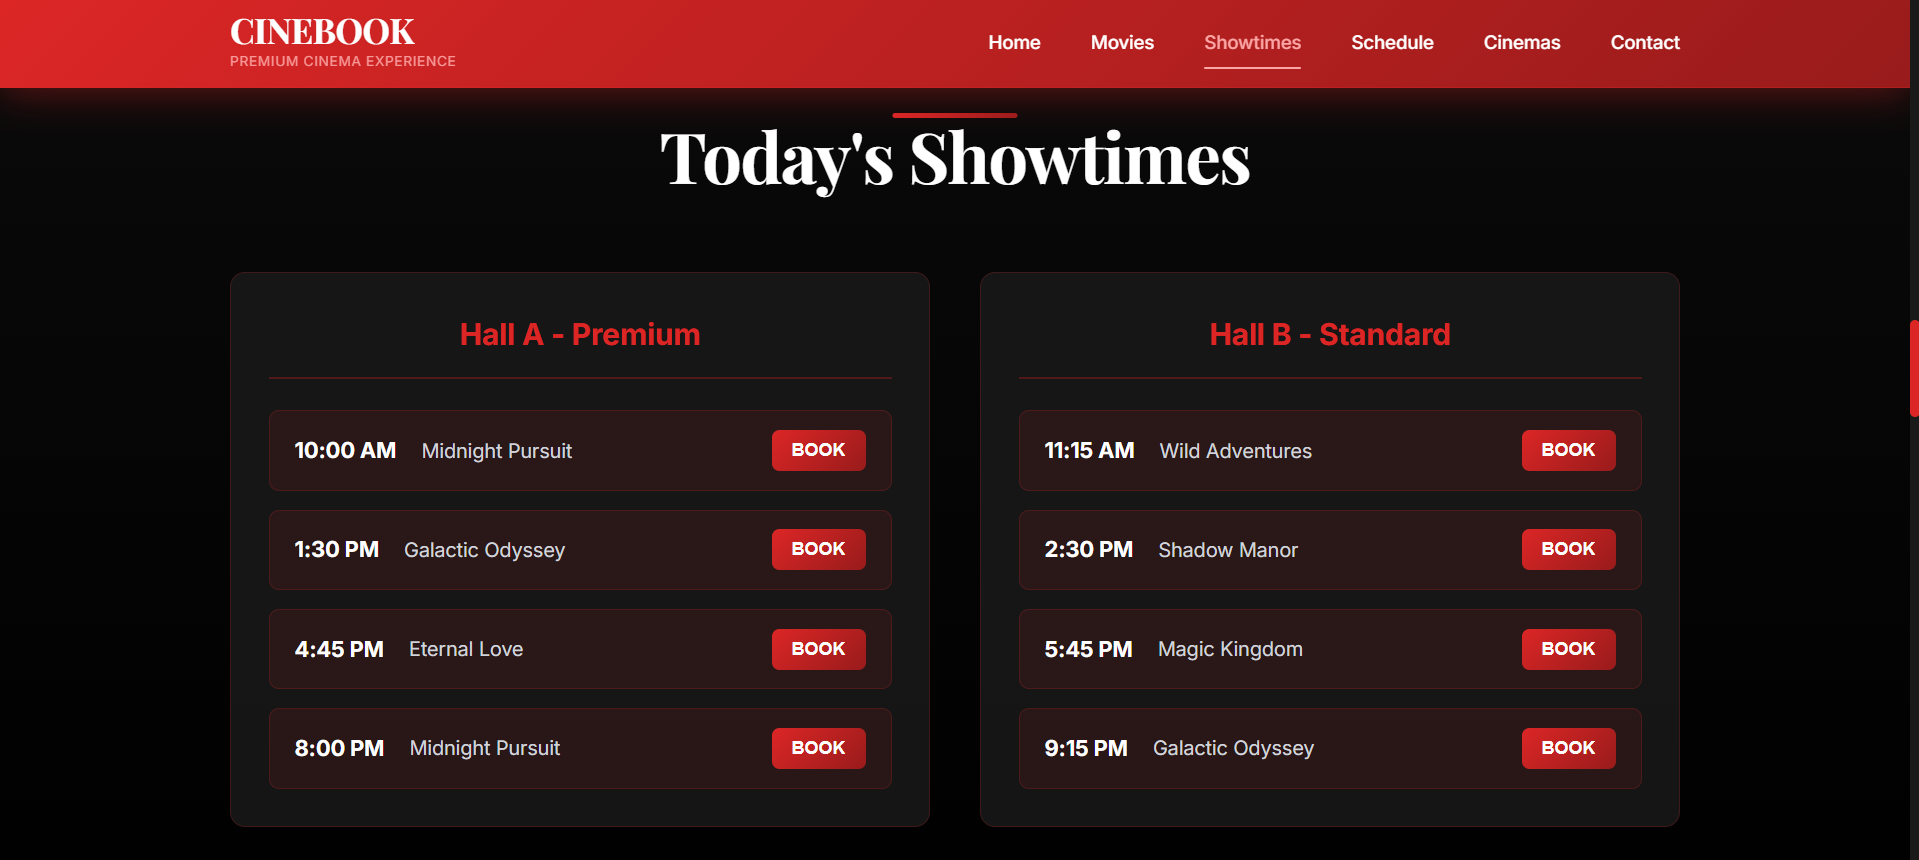 CINEBOOK
PREMIUM CINEMA EXPERIENCE
Home Movies Showtimes Schedule Cinemas Contact
Today's Showtimes
Hall A - Premium
10:00 AM Midnight Pursuit BOOK
1:30 PM Galactic Odyssey BOOK
4:45 PM Eternal Love BOOK
8:00 PM Midnight Pursuit BOOK
Hall B - Standard
11:15 AM Wild Adventures BOOK
2:30 PM Shadow Manor BOOK
5:45 PM Magic Kingdom BOOK
9:15 PM Galactic Odyssey BOOK